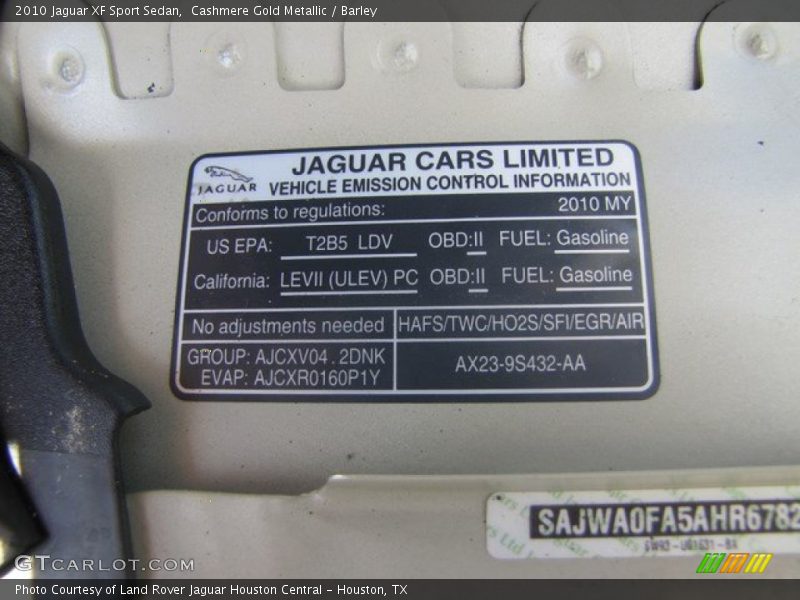 2010 Jaguar XF Sport Sedan, Cashmere Gold Metallic / Barley
JAGUAR CARS LIMITED
JAGUAR
VEHICLE EMISSION CONTROL INFORMATION
Conforms to regulations: 2010 MY
US EPA: T2B5 LDV OBD:II FUEL: Gasoline
California: LEVII (ULEV) PC OBD:II FUEL: Gasoline
No adjustments needed HAFS/TWC/HO2S/SFI/EGR/AIR
GROUP: AJCXV04.2DNK
EVAP: AJCXR0160P1Y
AX23-9S432-AA
SAJWA0FA5AHR6782
GTCARLOT.COM
Photo Courtesy of Land Rover Jaguar Houston Central - Houston, TX